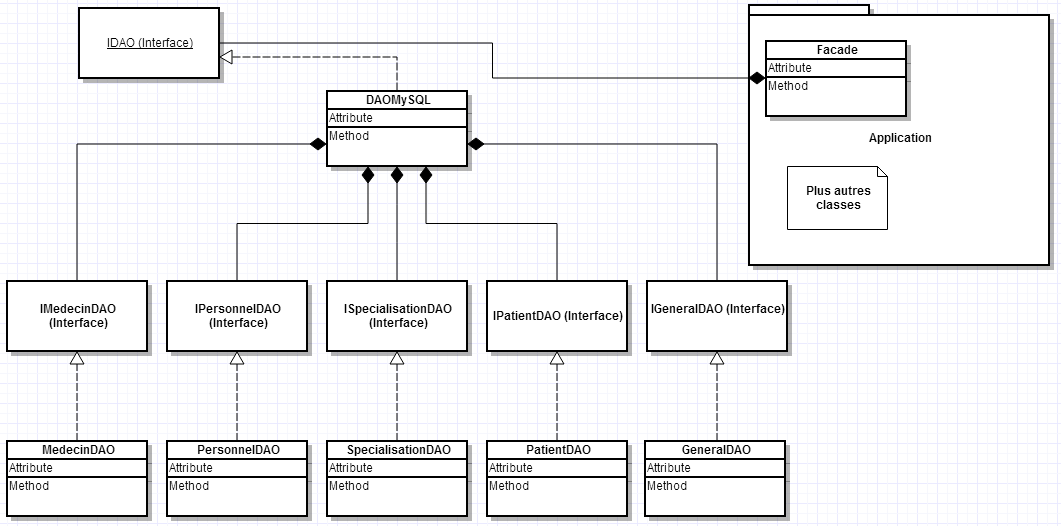 IDAO (Interface)
Facade
Attribute
Method
DAOMySQL
Attribute
Method
Application
Plus autres
classes
IMedecinDAO
(Interface)
IPersonnelDAO
(Interface)
ISpecialisationDAO
(Interface)
IPatientDAO (Interface)
IGeneralDAO (Interface)
MedecinDAO
Attribute
Method
PersonnelDAO
Attribute
Method
SpecialisationDAO
Attribute
Method
PatientDAO
Attribute
Method
GeneralDAO
Attribute
Method